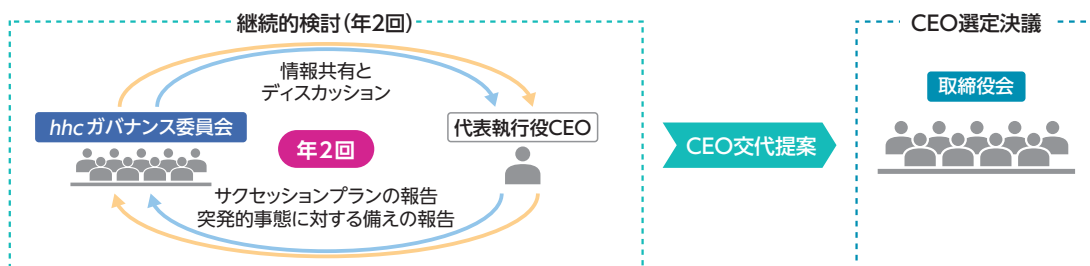 継続的検討(年2回)
情報共有と
ディスカッション
hhcガバナンス委員会
年2回
代表執行役CEO
サクセッションプランの報告
突発的事態に対する備えの報告
CEO交代提案
CEO選定決議
取締役会